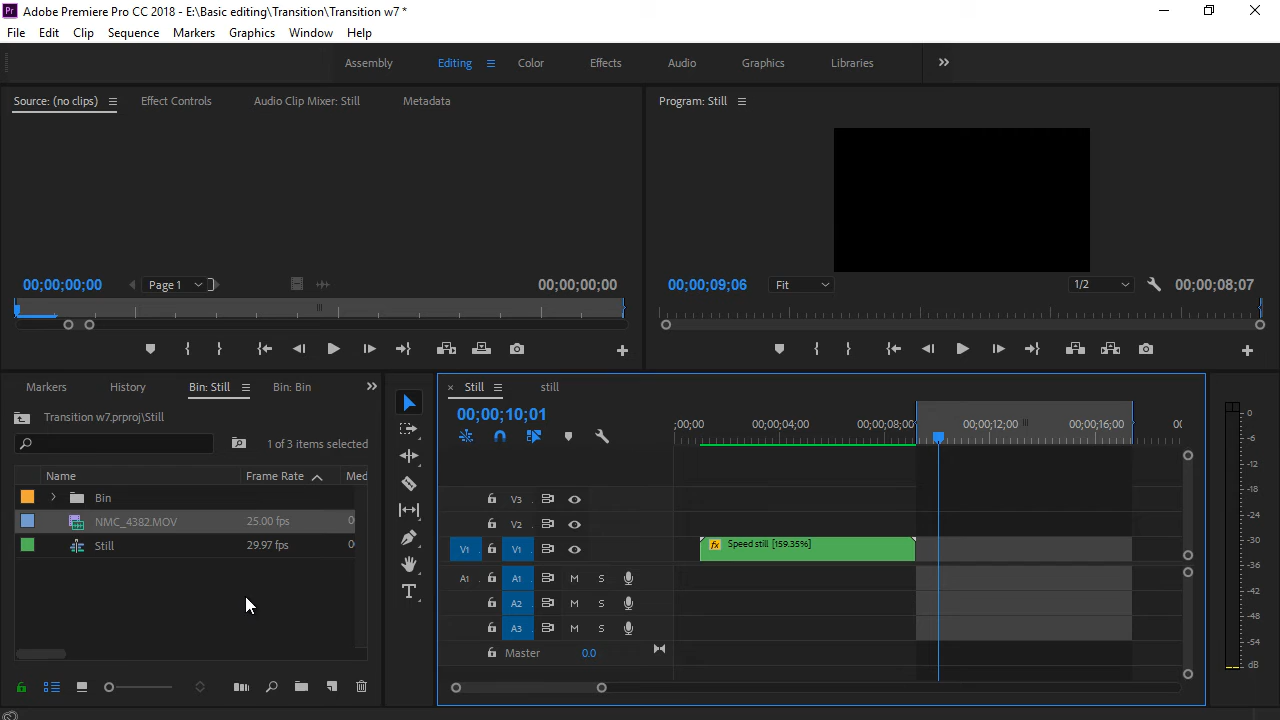 Adobe Premiere Pro CC 2018 - E:\Basic editing\Transition\Transition w7 *
File Edit Clip Sequence Markers Graphics Window Help
Assembly Editing Color Effects Audio Graphics Libraries
Source: (no clips) Effect Controls Audio Clip Mixer: Still Metadata
Program: Still
00;00;00;00 Page 1 00;00;00;00
00;00;09;06 Fit 1/2 00;00;08;07
Markers History Bin: Still Bin: Bin
Transition w7.prproj\Still
1 of 3 items selected
Name Frame Rate Med
Bin
NMC_4382.MOV 25.00 fps 0
Still 29.97 fps 0
Still still
00;00;10;01
;00;00 00;00;04;00 00;00;08;00 00;00;12;00 00;00;16;00 00
V3
V2
V1 V1 Speed still [159.35%]
A1 A1 M S
A2 M S
A3 M S
Master 0.0
0
-6
-12
-18
-24
-30
-36
-42
-48
-54
dB